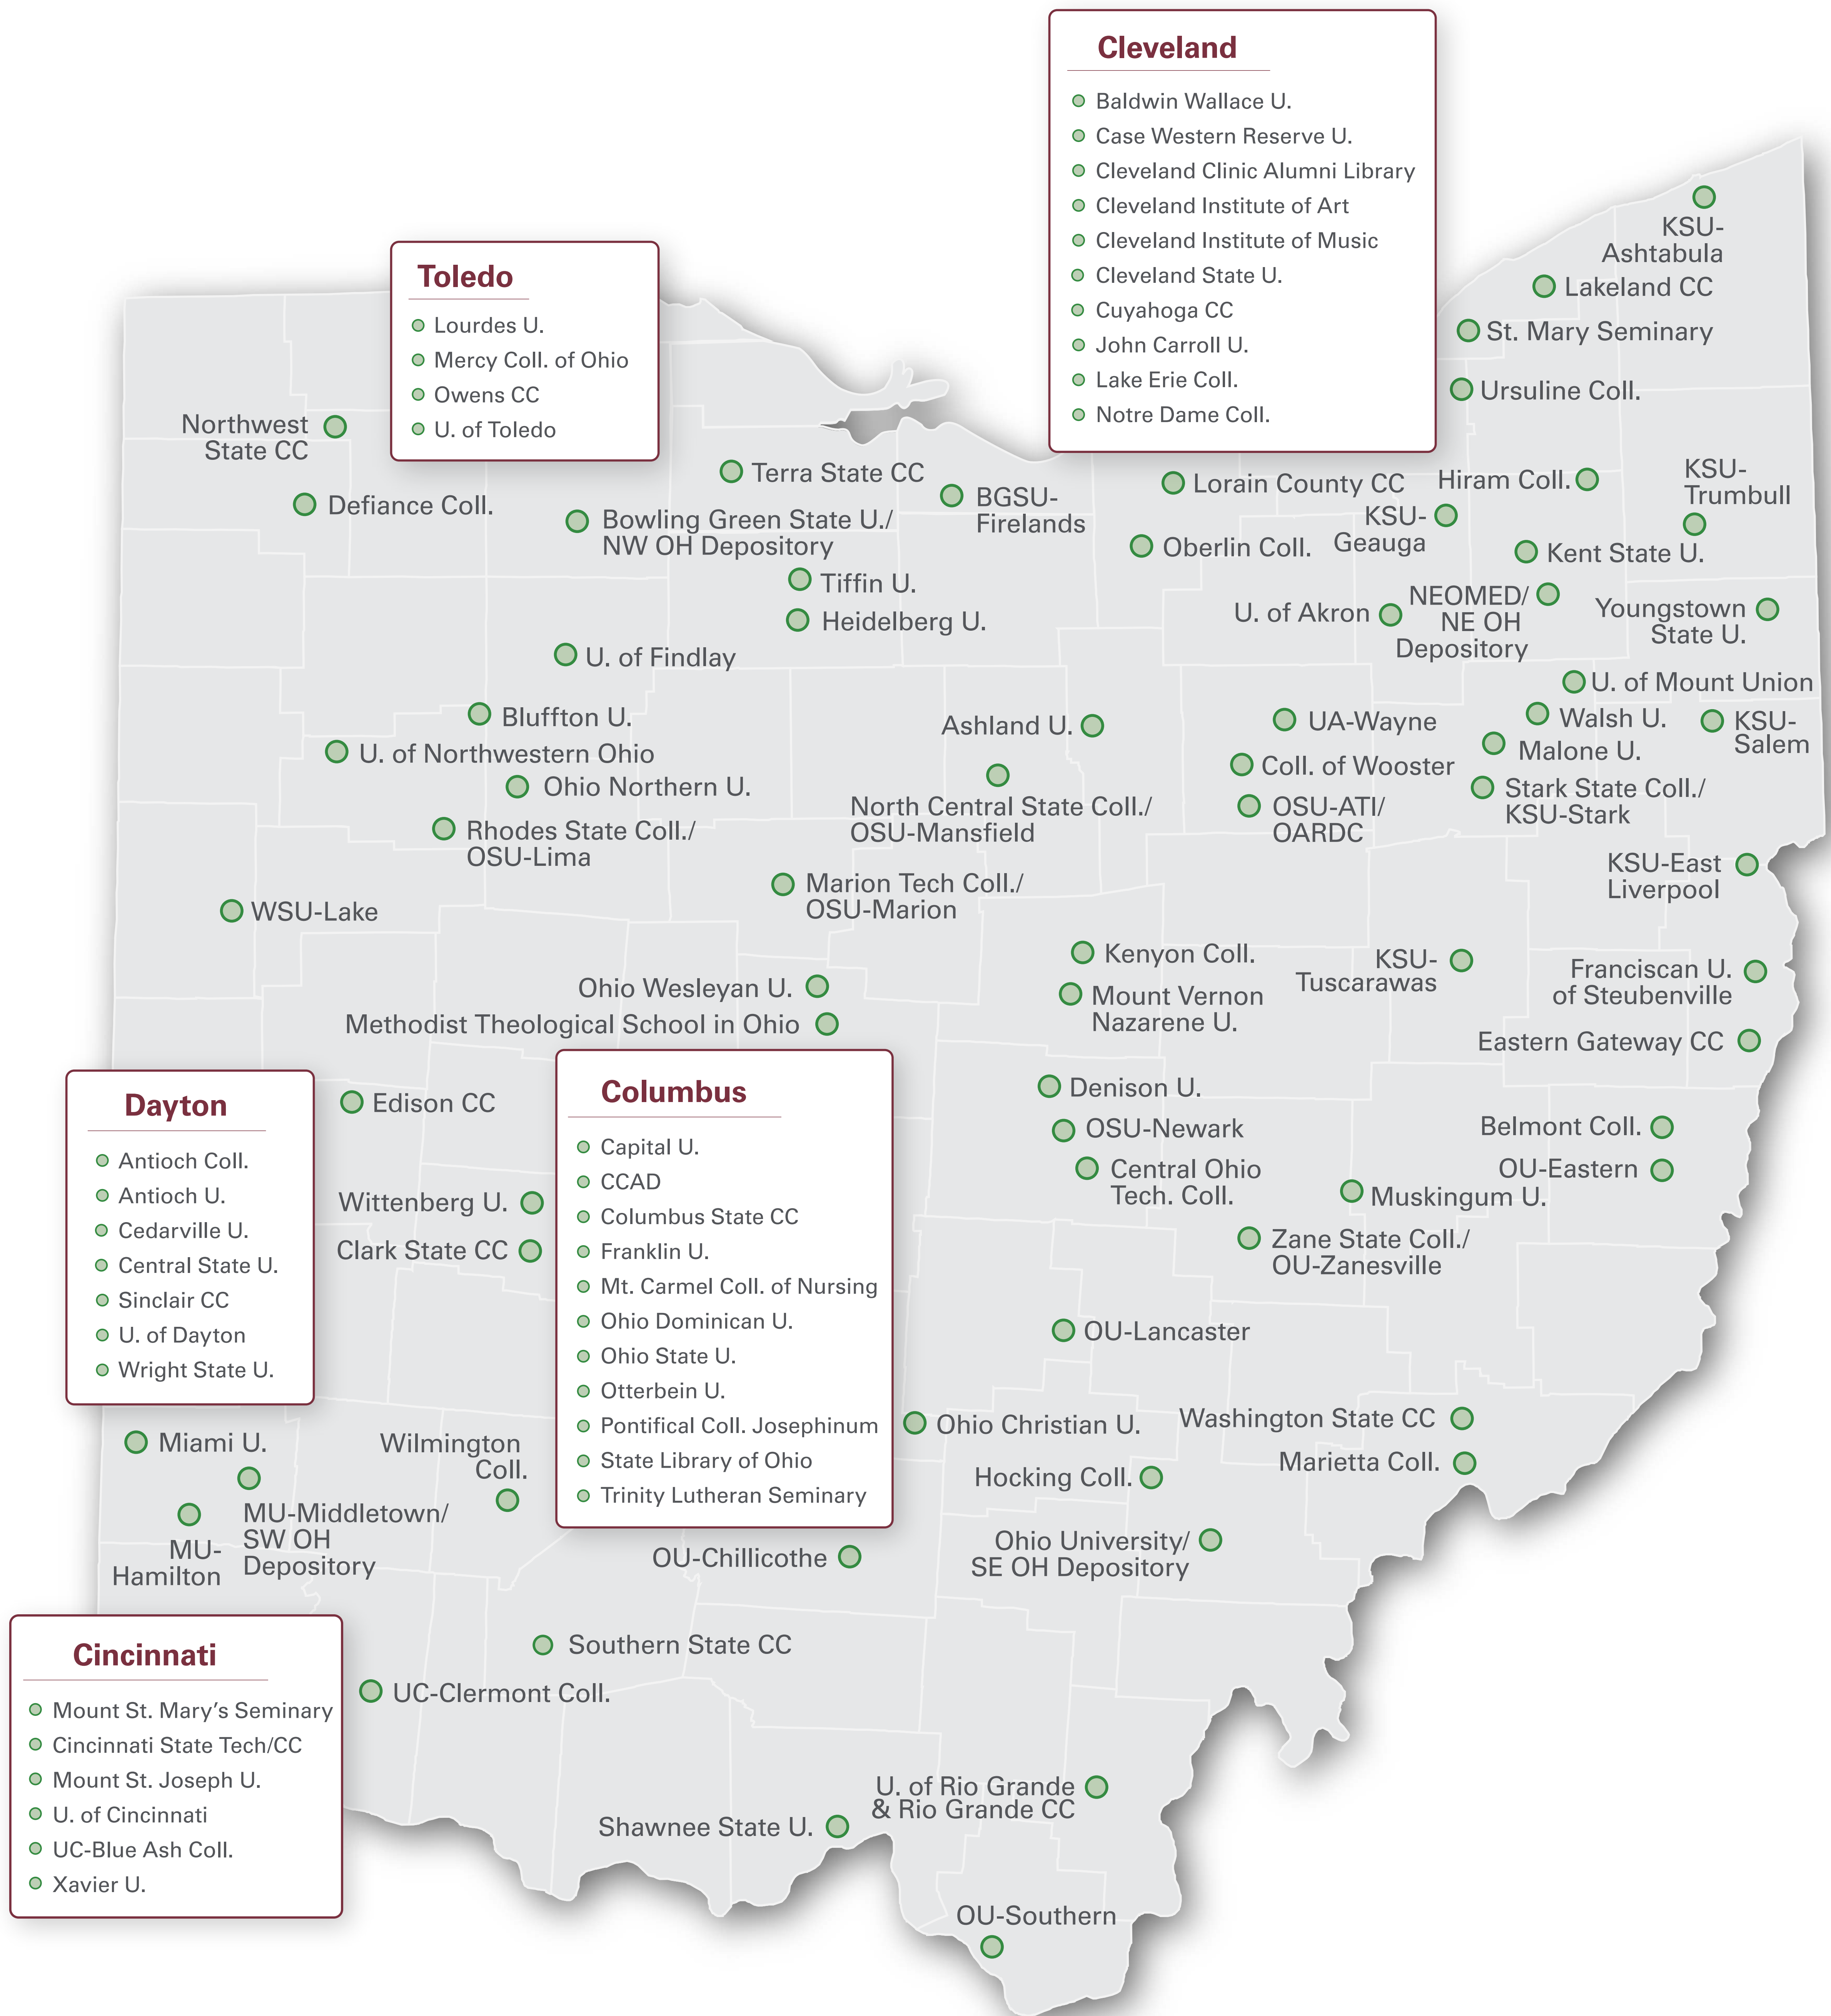 Cleveland
Baldwin Wallace U.
Case Western Reserve U.
Cleveland Clinic Alumni Library
Cleveland Institute of Art
Cleveland Institute of Music
Cleveland State U.
Cuyahoga CC
John Carroll U.
Lake Erie Coll.
Notre Dame Coll.
KSU-
Ashtabula
Lakeland CC
St. Mary Seminary
Ursuline Coll.
Toledo
Lourdes U.
Mercy Coll. of Ohio
Owens CC
U. of Toledo
Northwest
State CC
Defiance Coll.
Terra State CC
Bowling Green State U./
NW OH Depository
BGSU-
Firelands
Lorain County CC
Hiram Coll.
KSU-
Trumbull
KSU-
Geauga
Oberlin Coll.
Kent State U.
Tiffin U.
Heidelberg U.
U. of Akron
NEOMED/
NE OH
Depository
Youngstown
State U.
U. of Findlay
U. of Mount Union
Bluffton U.
Ashland U.
UA-Wayne
Walsh U.
KSU-
Salem
Malone U.
U. of Northwestern Ohio
Ohio Northern U.
Coll. of Wooster
North Central State Coll./
OSU-Mansfield
OSU-ATI/
OARDC
Stark State Coll./
KSU-Stark
Rhodes State Coll./
OSU-Lima
KSU-East
Liverpool
Marion Tech Coll./
OSU-Marion
WSU-Lake
Kenyon Coll.
KSU-
Tuscarawas
Franciscan U.
of Steubenville
Ohio Wesleyan U.
Mount Vernon
Nazarene U.
Methodist Theological School in Ohio
Eastern Gateway CC
Dayton
Antioch Coll.
Antioch U.
Cedarville U.
Central State U.
Sinclair CC
U. of Dayton
Wright State U.
Edison CC
Wittenberg U.
Clark State CC
Columbus
Capital U.
CCAD
Columbus State CC
Franklin U.
Mt. Carmel Coll. of Nursing
Ohio Dominican U.
Ohio State U.
Otterbein U.
Pontifical Coll. Josephinum
State Library of Ohio
Trinity Lutheran Seminary
Denison U.
OSU-Newark
Central Ohio
Tech. Coll.
Belmont Coll.
OU-Eastern
Muskingum U.
Zane State Coll./
OU-Zanesville
OU-Lancaster
Ohio Christian U.
Washington State CC
Marietta Coll.
Hocking Coll.
Ohio University/
SE OH Depository
Miami U.
Wilmington
Coll.
MU-Middletown/
SW OH
Depository
MU-
Hamilton
OU-Chillicothe
Southern State CC
UC-Clermont Coll.
Cincinnati
Mount St. Mary’s Seminary
Cincinnati State Tech/CC
Mount St. Joseph U.
U. of Cincinnati
UC-Blue Ash Coll.
Xavier U.
U. of Rio Grande
& Rio Grande CC
Shawnee State U.
OU-Southern